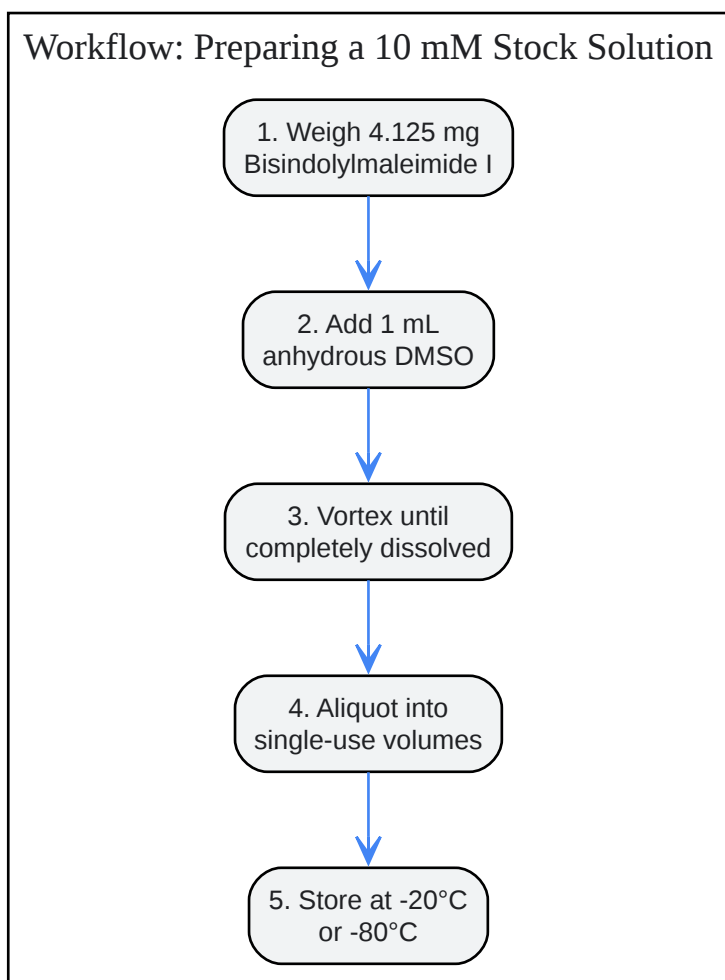 Workflow: Preparing a 10 mM Stock Solution
1. Weigh 4.125 mg
Bisindolylmaleimide I
2. Add 1 mL
anhydrous DMSO
3. Vortex until
completely dissolved
4. Aliquot into
single-use volumes
5. Store at -20°C
or -80°C